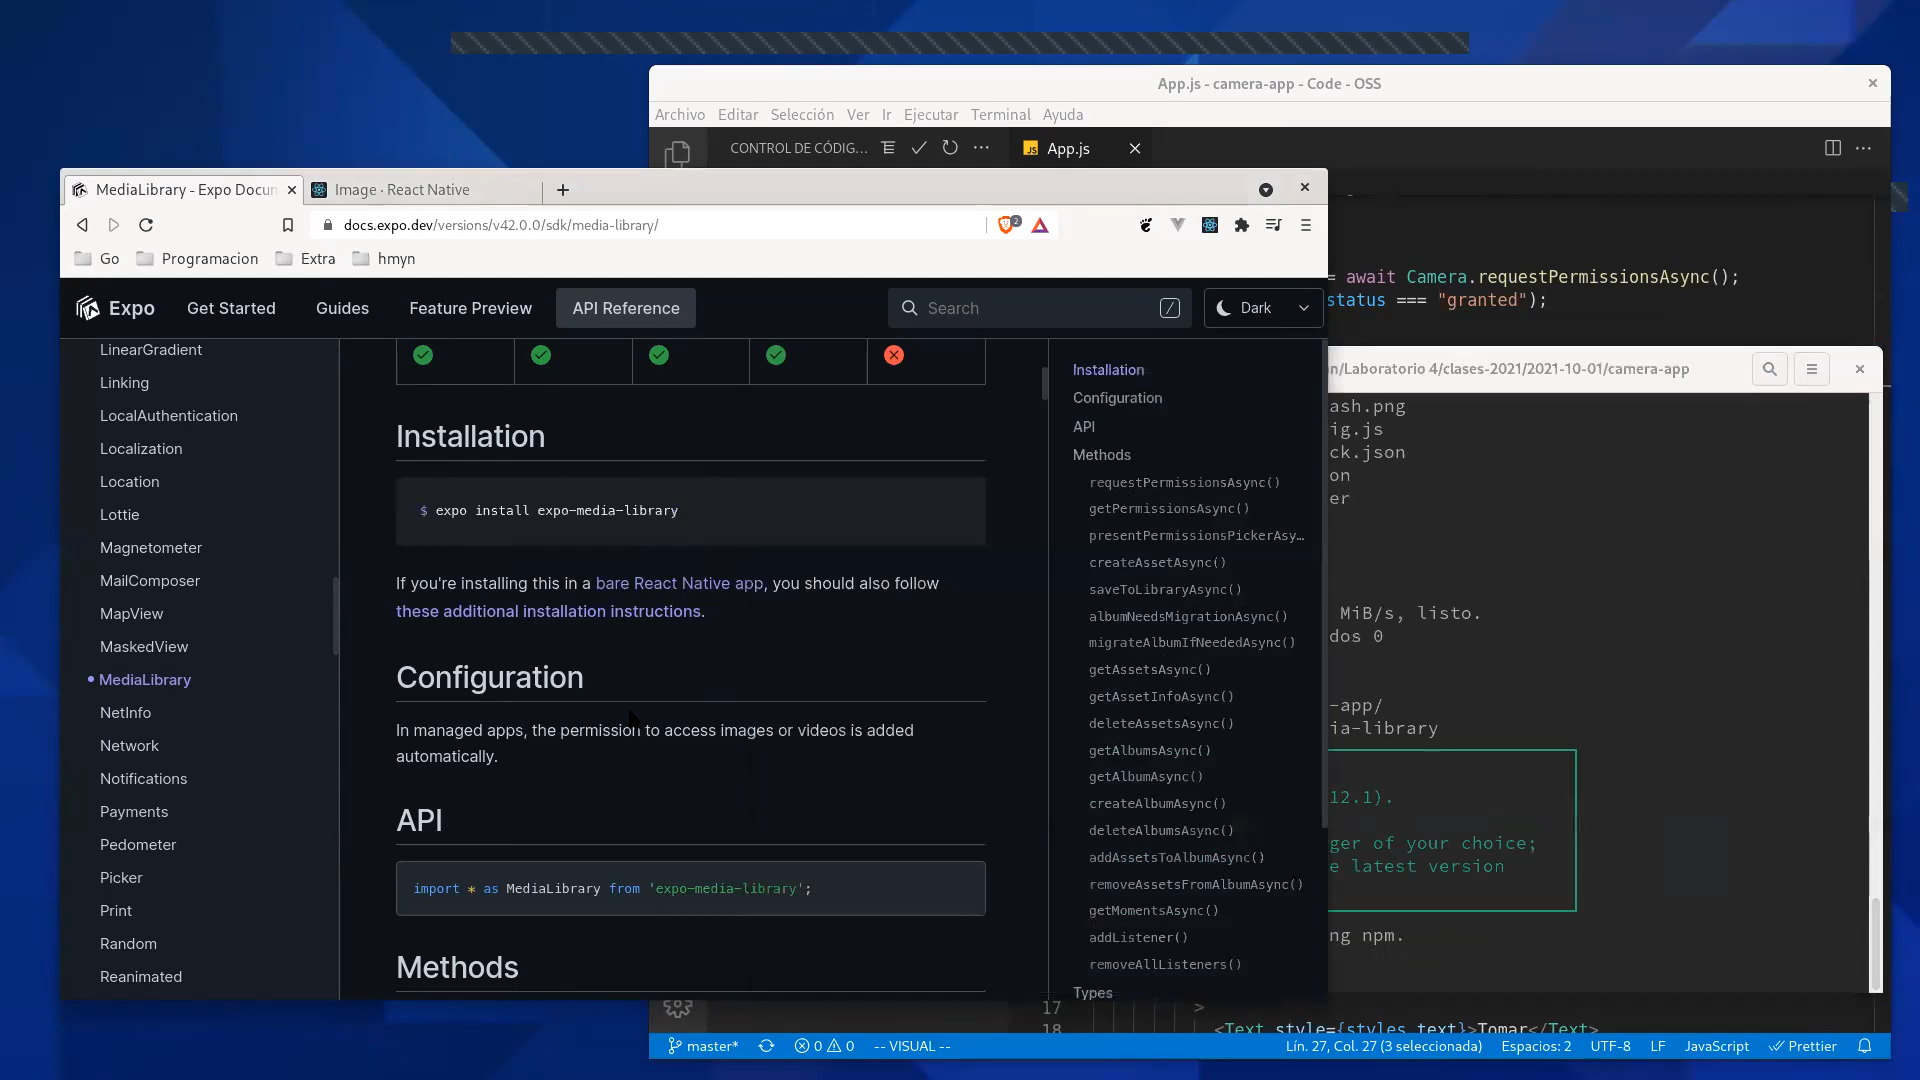 App.js - camera-app - Code - OSS
Archivo Editar Selección Ver Ir Ejecutar Terminal Ayuda
CONTROL DE CÓDIG...
App.js
MediaLibrary - Expo Docum
Image · React Native
docs.expo.dev/versions/v42.0.0/sdk/media-library/
2
Go Programacion Extra hmyn
= await Camera.requestPermissionsAsync();
status === "granted");
Expo Get Started Guides Feature Preview API Reference Search / Dark
LinearGradient
Linking
LocalAuthentication
Localization
Location
Lottie
Magnetometer
MailComposer
MapView
MaskedView
MediaLibrary
NetInfo
Network
Notifications
Payments
Pedometer
Picker
Print
Random
Reanimated
Installation
$ expo install expo-media-library
If you're installing this in a bare React Native app, you should also follow
these additional installation instructions.
Configuration
In managed apps, the permission to access images or videos is added
automatically.
API
import * as MediaLibrary from 'expo-media-library';
Methods
Installation
Configuration
API
Methods
requestPermissionsAsync()
getPermissionsAsync()
presentPermissionsPickerAsy...
createAssetAsync()
saveToLibraryAsync()
albumNeedsMigrationAsync()
migrateAlbumIfNeededAsync()
getAssetsAsync()
getAssetInfoAsync()
deleteAssetsAsync()
getAlbumsAsync()
getAlbumAsync()
createAlbumAsync()
deleteAlbumsAsync()
addAssetsToAlbumAsync()
removeAssetsFromAlbumAsync()
getMomentsAsync()
addListener()
removeAllListeners()
Types
n/Laboratorio 4/clases-2021/2021-10-01/camera-app
ash.png
ig.js
ck.json
on
er
MiB/s, listo.
dos 0
-app/
ia-library
12.1).
ger of your choice;
e latest version
ng npm.
17 >
18 <Text style={styles.text}>Tomar</Text>
master* 0 0 -- VISUAL -- Lín. 27, Col. 27 (3 seleccionada) Espacios: 2 UTF-8 LF JavaScript Prettier